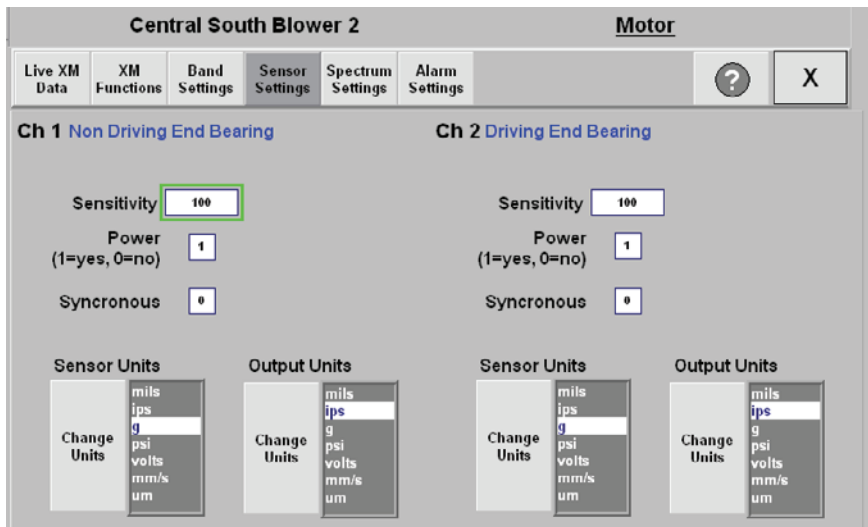 Central South Blower 2 Motor
Live XM Data XM Functions Band Settings Sensor Settings Spectrum Settings Alarm Settings ? X
Ch 1 Non Driving End Bearing
Sensitivity 100
Power
(1=yes, 0=no) 1
Syncronous 0
Sensor Units
Change Units
mils
ips
g
psi
volts
mm/s
um
Output Units
Change Units
mils
ips
g
psi
volts
mm/s
um
Ch 2 Driving End Bearing
Sensitivity 100
Power
(1=yes, 0=no) 1
Syncronous 0
Sensor Units
Change Units
mils
ips
g
psi
volts
mm/s
um
Output Units
Change Units
mils
ips
g
psi
volts
mm/s
um